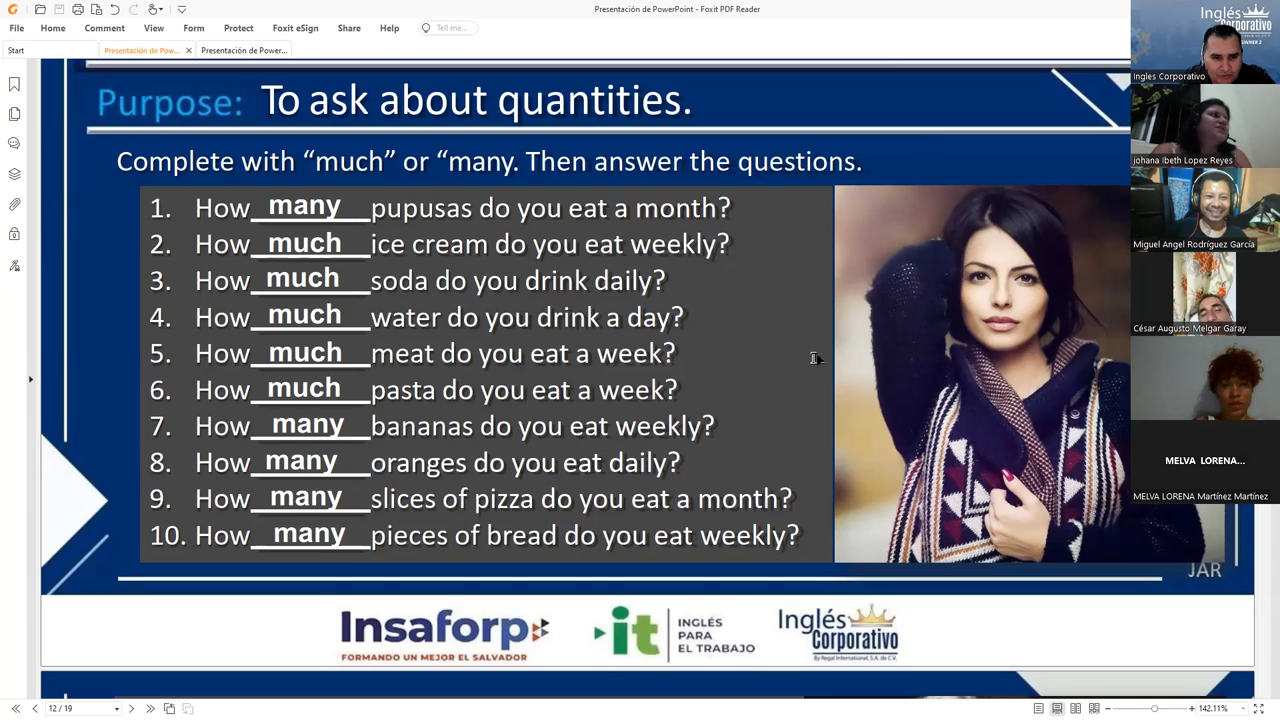 Presentación de PowerPoint - Foxit PDF Reader
File Home Comment View Form Protect Foxit eSign Share Help Tell me...
Start Presentación de Pow... Presentación de Power...
Purpose: To ask about quantities.
Complete with “much” or “many. Then answer the questions.
1. How many pupusas do you eat a month?
2. How much ice cream do you eat weekly?
3. How much soda do you drink daily?
4. How much water do you drink a day?
5. How much meat do you eat a week?
6. How much pasta do you eat a week?
7. How many bananas do you eat weekly?
8. How many oranges do you eat daily?
9. How many slices of pizza do you eat a month?
10. How many pieces of bread do you eat weekly?
JAR
Insaforp
FORMANDO UN MEJOR EL SALVADOR
it
INGLÉS
PARA
EL TRABAJO
Inglés
Corporativo
By Regal International, S.A. de C.V.
12 / 19
142.11%
Inglés
Corporativo
Ingles Corporativo
johana Ibeth Lopez Reyes
Miguel Angel Rodríguez García
César Augusto Melgar Garay
MELVA LORENA...
MELVA LORENA Martínez Martínez